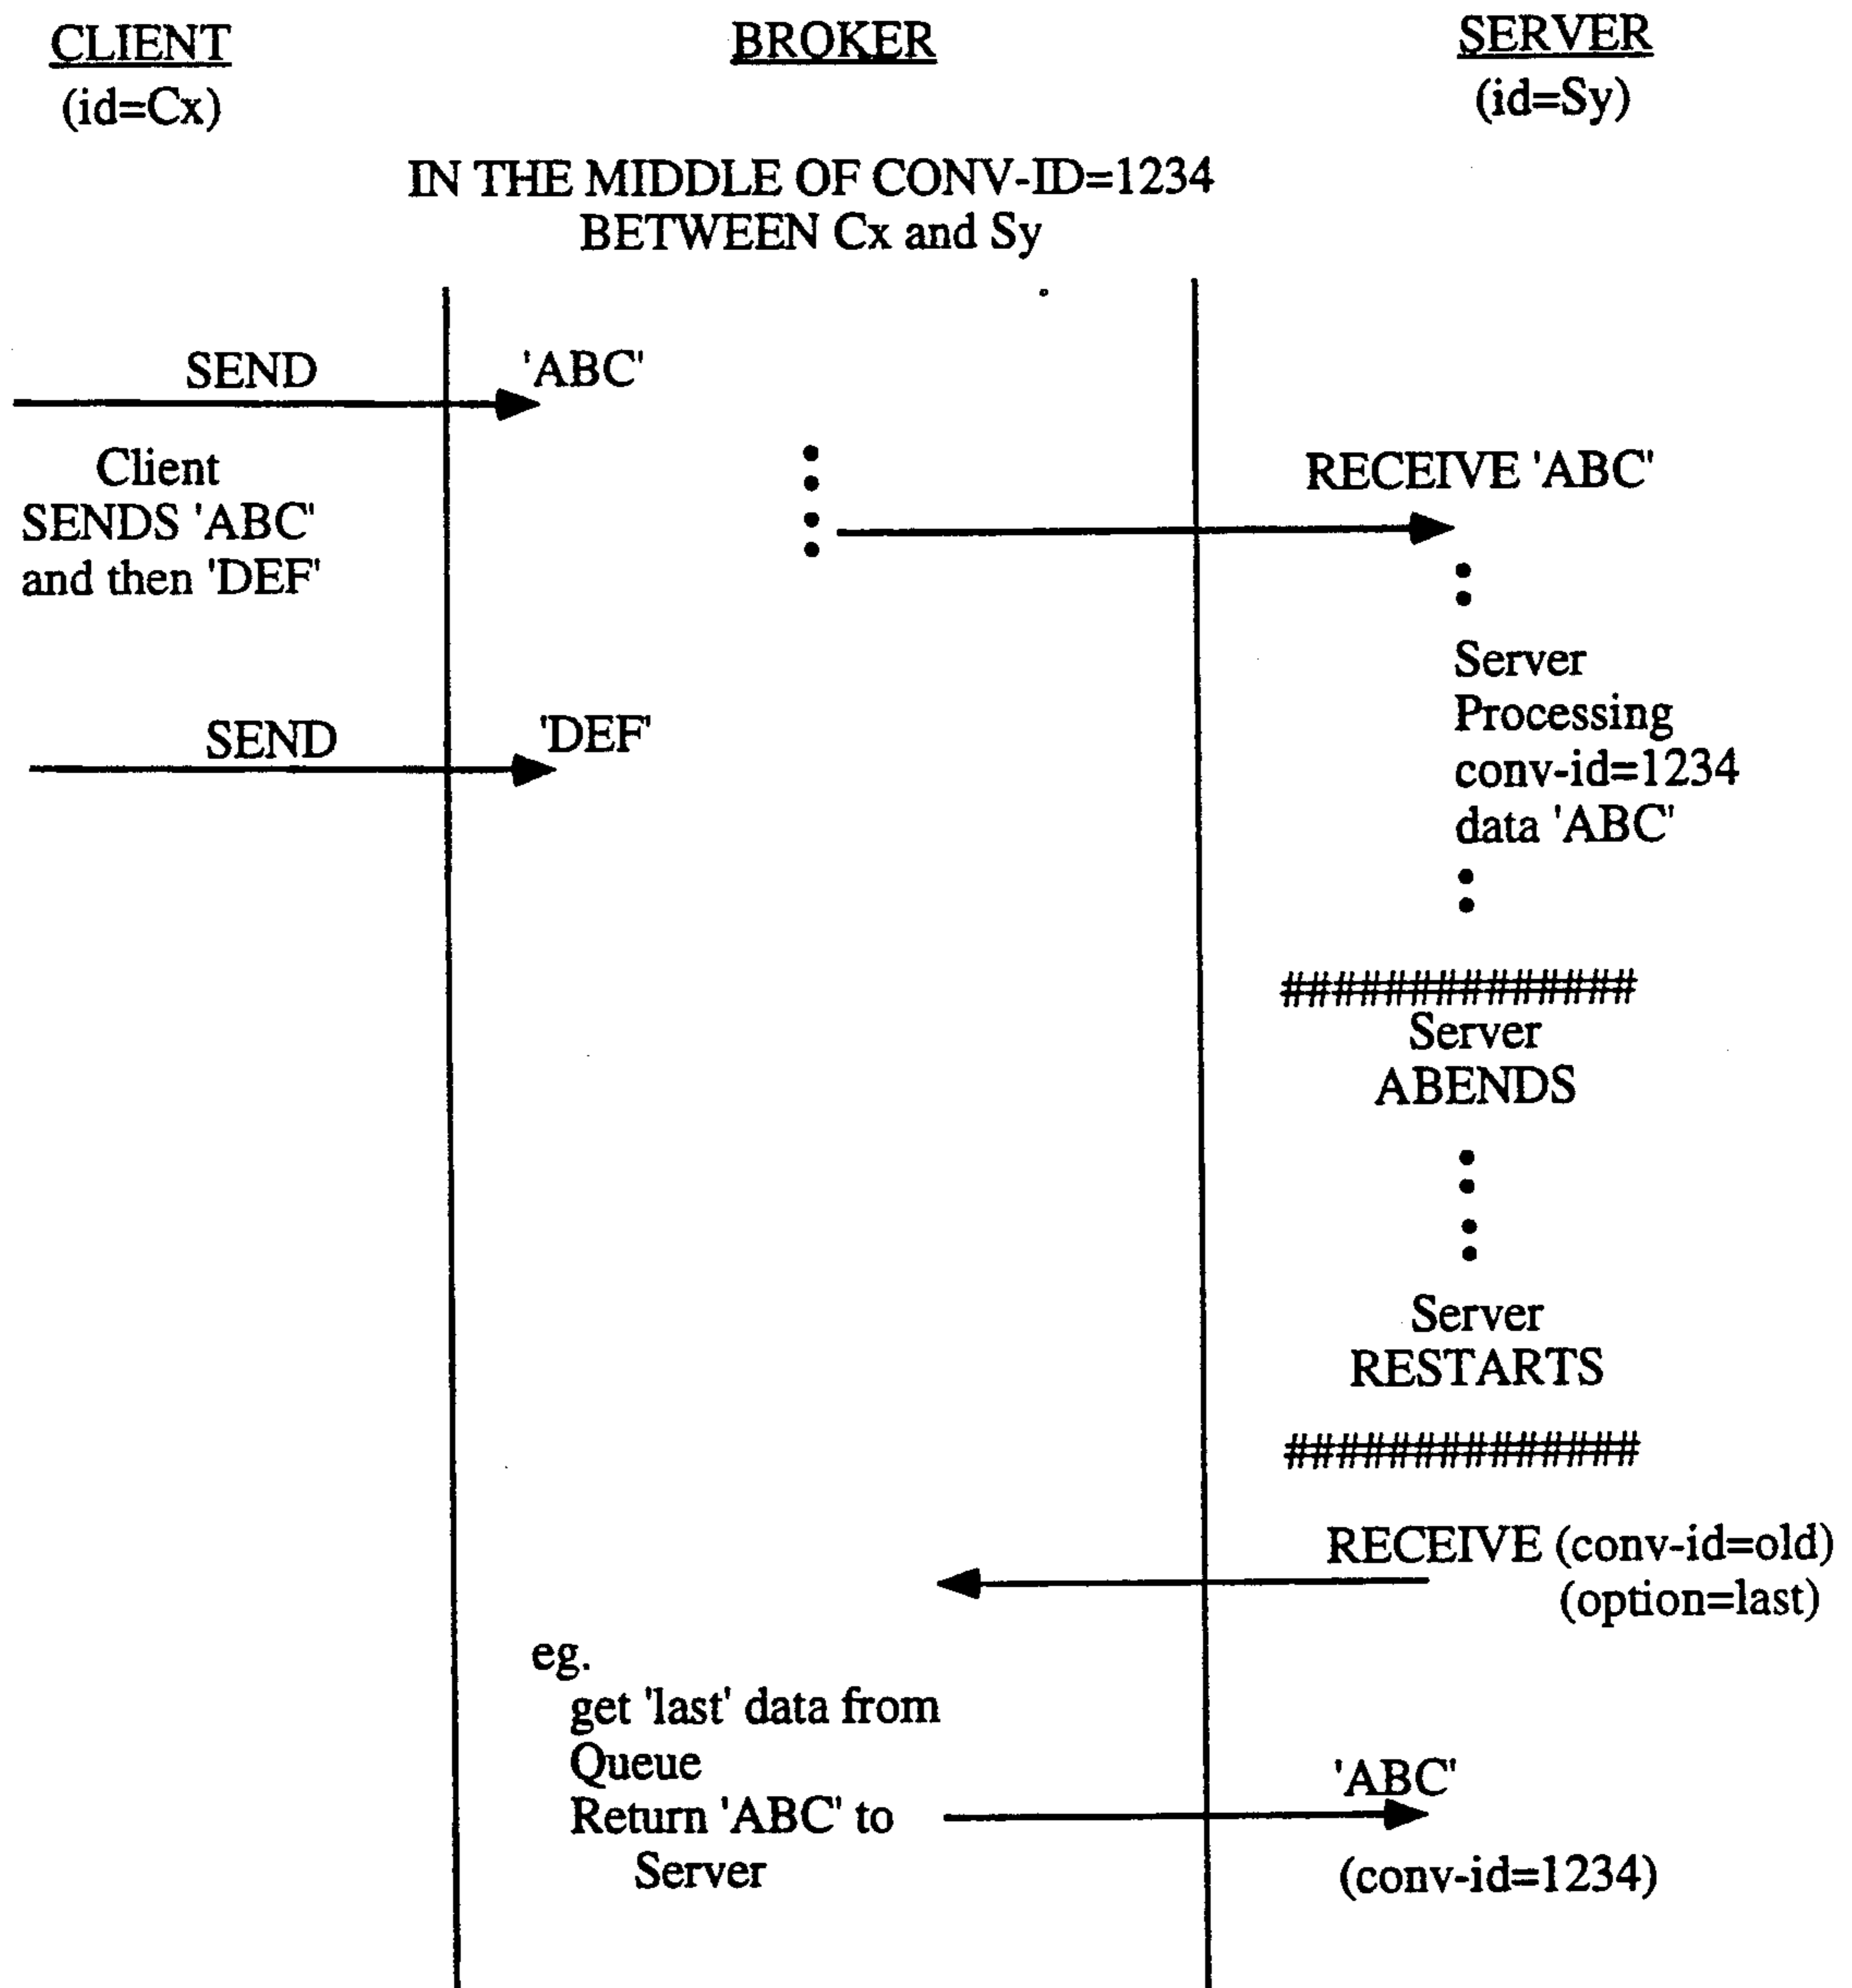 CLIENT
(id=Cx)
BROKER
SERVER
(id=Sy)
IN THE MIDDLE OF CONV-ID=1234
BETWEEN Cx and Sy
SEND
'ABC'
Client
SENDS 'ABC'
and then 'DEF'
RECEIVE 'ABC'
SEND
'DEF'
Server
Processing
conv-id=1234
data 'ABC'
##############
Server
ABENDS
Server
RESTARTS
##############
RECEIVE (conv-id=old)
(option=last)
eg.
get 'last' data from
Queue
Return 'ABC' to
Server
'ABC'
(conv-id=1234)